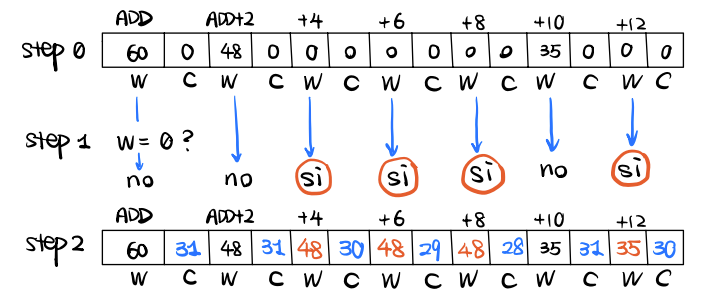 ADD ADD+2 +4 +6 +8 +10 +12
Step 0 60 0 48 0 0 0 0 0 0 0 35 0 0 0
W C W C W C W C W C W C W C
Step 1 W = 0 ?
no no si si si no si
ADD ADD+2 +4 +6 +8 +10 +12
Step 2 60 31 48 31 48 30 48 29 48 28 35 31 35 30
W C W C W C W C W C W C W C